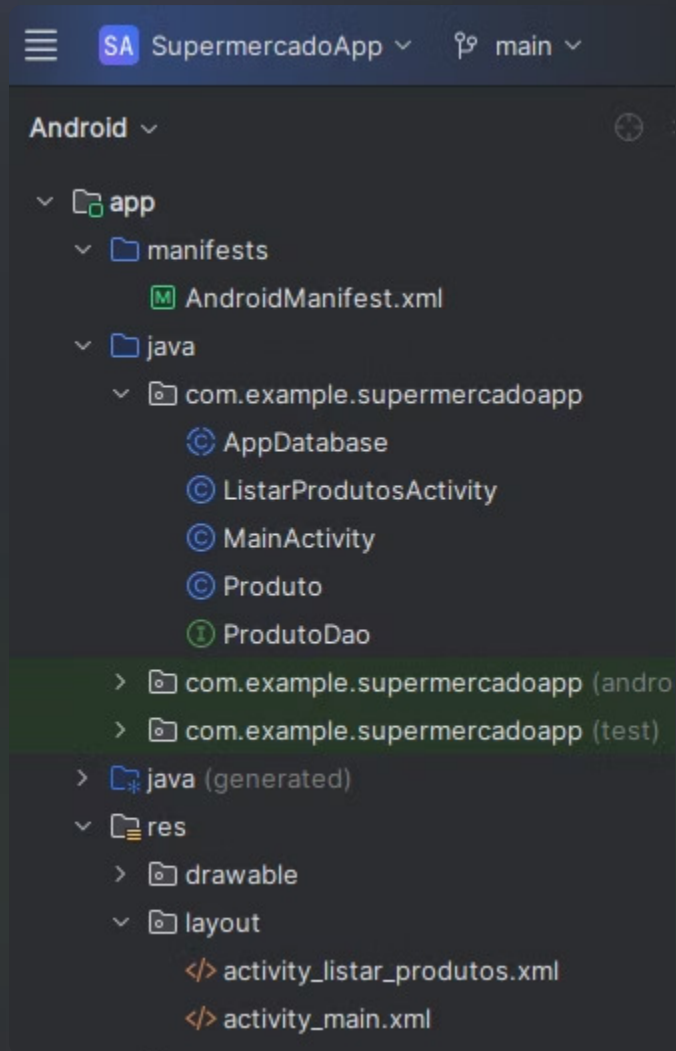 SA SupermercadoApp main
Android
app
manifests
M AndroidManifest.xml
java
com.example.supermercadoapp
C AppDatabase
C ListarProdutosActivity
C MainActivity
C Produto
I ProdutoDao
com.example.supermercadoapp (andro
com.example.supermercadoapp (test)
java (generated)
res
drawable
layout
</> activity_listar_produtos.xml
</> activity_main.xml